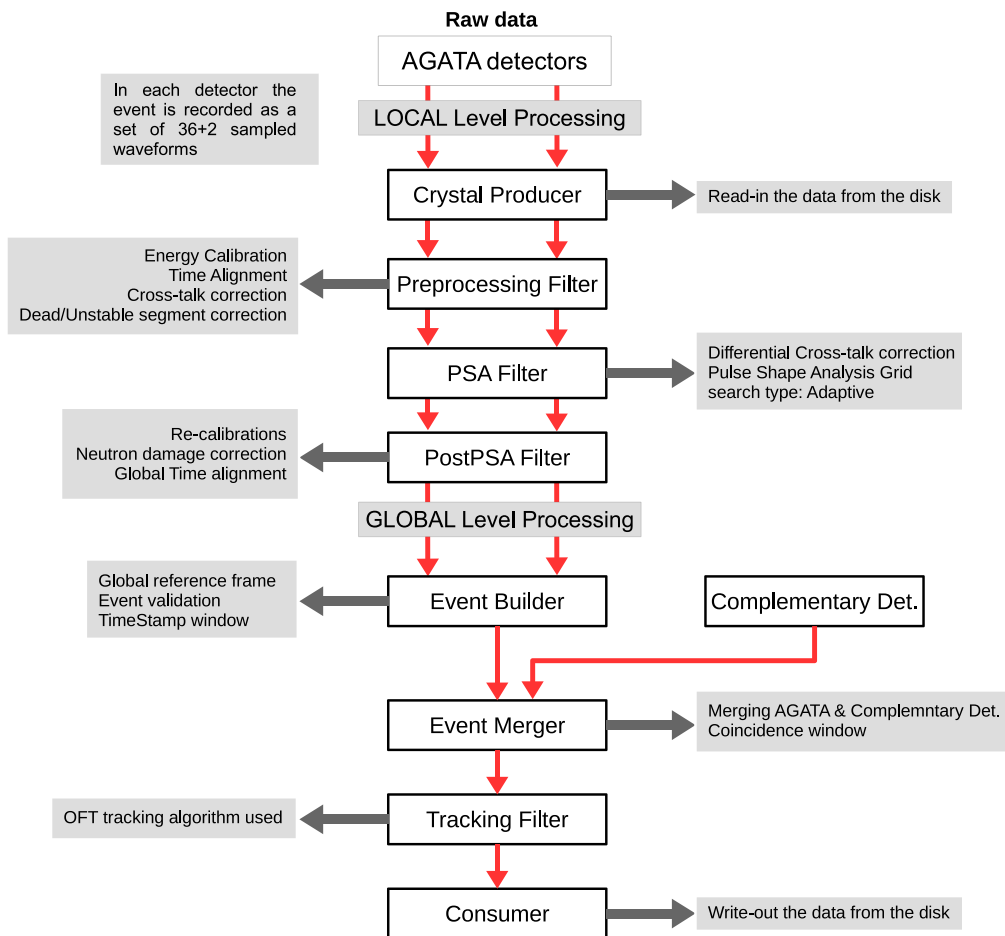 Raw data
AGATA detectors
In each detector the
event is recorded as a
set of 36+2 sampled
waveforms
LOCAL Level Processing
Crystal Producer
Read-in the data from the disk
Energy Calibration
Time Alignment
Cross-talk correction
Dead/Unstable segment correction
Preprocessing Filter
PSA Filter
Differential Cross-talk correction
Pulse Shape Analysis Grid
search type: Adaptive
Re-calibrations
Neutron damage correction
Global Time alignment
PostPSA Filter
GLOBAL Level Processing
Global reference frame
Event validation
TimeStamp window
Event Builder
Complementary Det.
Event Merger
Merging AGATA & Complemntary Det.
Coincidence window
OFT tracking algorithm used
Tracking Filter
Consumer
Write-out the data from the disk